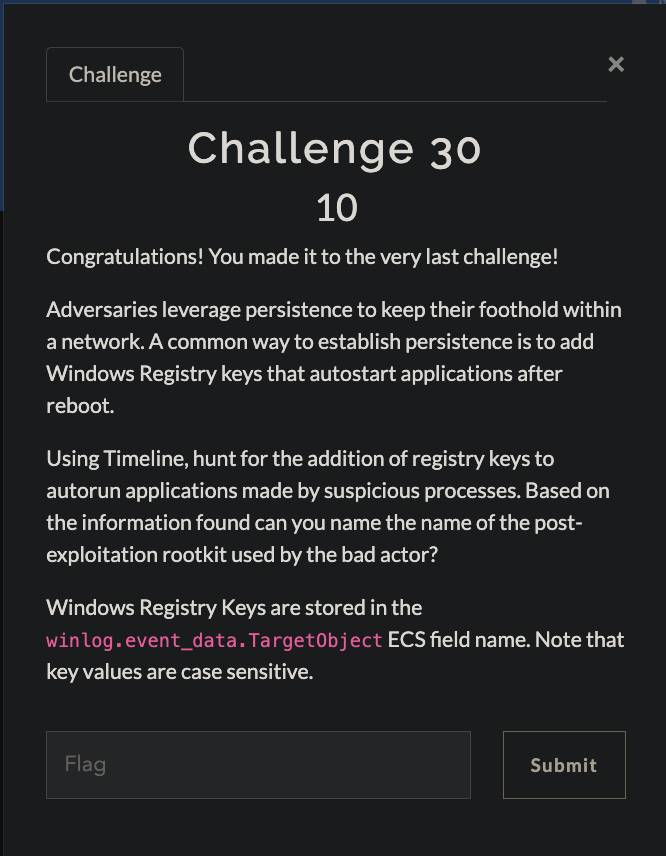 Challenge
×
Challenge 30
10
Congratulations! You made it to the very last challenge!
Adversaries leverage persistence to keep their foothold within
a network. A common way to establish persistence is to add
Windows Registry keys that autostart applications after
reboot.
Using Timeline, hunt for the addition of registry keys to
autorun applications made by suspicious processes. Based on
the information found can you name the name of the post-
exploitation rootkit used by the bad actor?
Windows Registry Keys are stored in the
winlog.event_data.TargetObject ECS field name. Note that
key values are case sensitive.
Flag
Submit